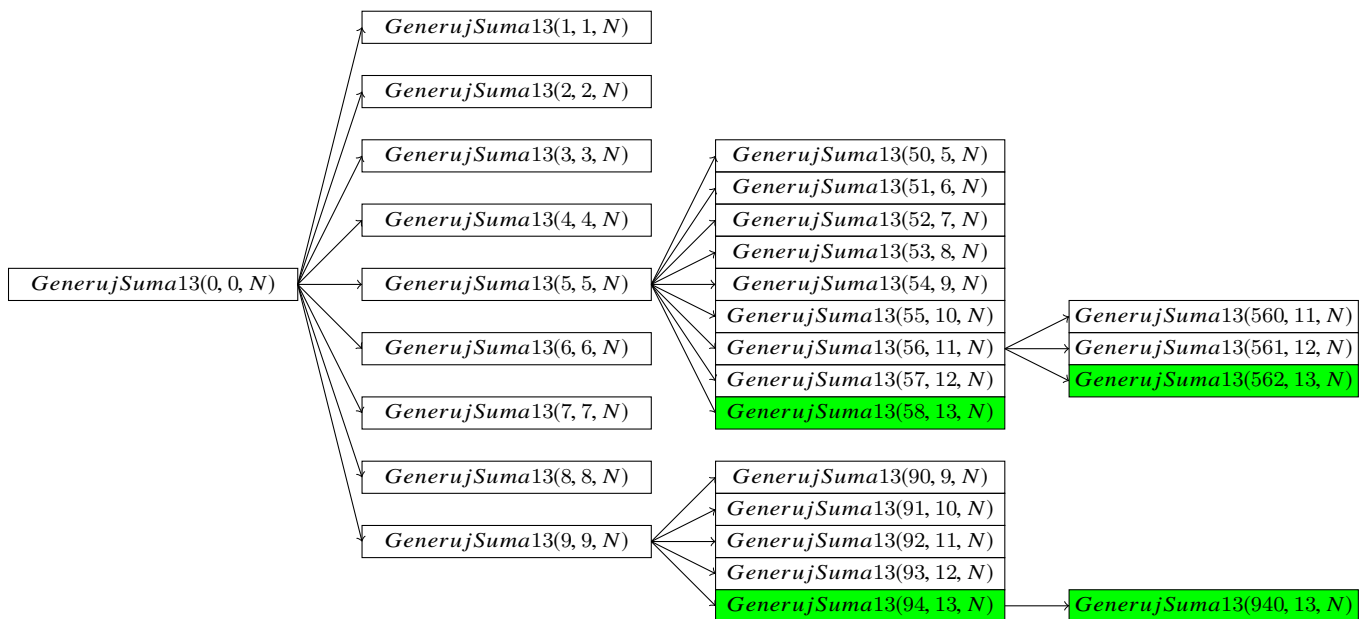 GenerujSuma13(1, 1, N)
GenerujSuma13(2, 2, N)
GenerujSuma13(3, 3, N)
GenerujSuma13(4, 4, N)
GenerujSuma13(0, 0, N)
GenerujSuma13(5, 5, N)
GenerujSuma13(6, 6, N)
GenerujSuma13(7, 7, N)
GenerujSuma13(8, 8, N)
GenerujSuma13(9, 9, N)
GenerujSuma13(50, 5, N)
GenerujSuma13(51, 6, N)
GenerujSuma13(52, 7, N)
GenerujSuma13(53, 8, N)
GenerujSuma13(54, 9, N)
GenerujSuma13(55, 10, N)
GenerujSuma13(56, 11, N)
GenerujSuma13(57, 12, N)
GenerujSuma13(58, 13, N)
GenerujSuma13(90, 9, N)
GenerujSuma13(91, 10, N)
GenerujSuma13(92, 11, N)
GenerujSuma13(93, 12, N)
GenerujSuma13(94, 13, N)
GenerujSuma13(560, 11, N)
GenerujSuma13(561, 12, N)
GenerujSuma13(562, 13, N)
GenerujSuma13(940, 13, N)